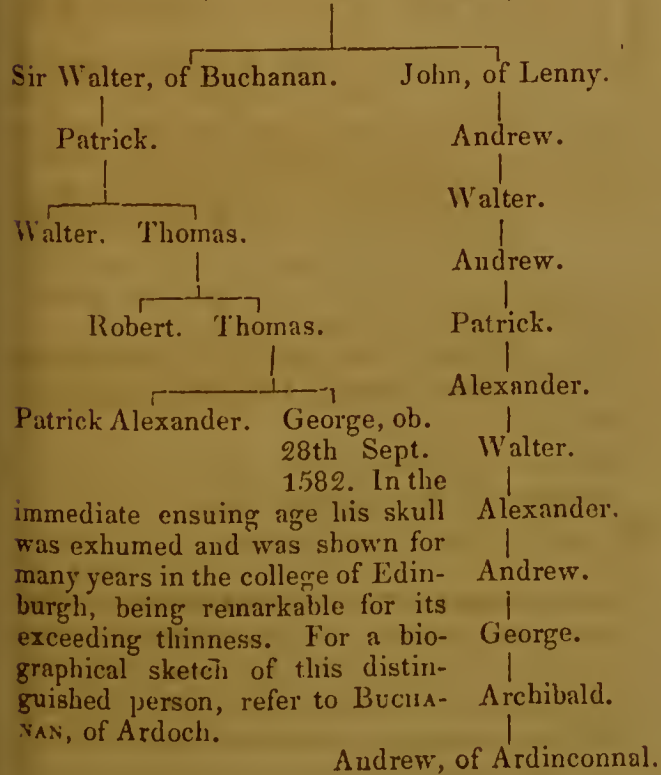 Sir Walter, of Buchanan. John, of Lenny.
Patrick. Andrew.
Walter.
Walter. Thomas.
Andrew.
Robert. Thomas. Patrick.
Alexander.
Patrick Alexander. George, ob.
28th Sept. Walter.
1582. In the
immediate ensuing age his skull Alexander.
was exhumed and was shown for
many years in the college of Edin- Andrew.
burgh, being remarkable for its
exceeding thinness. For a bio- George.
graphical sketch of this distin-
guished person, refer to BUCHA- Archibald.
NAN, of Ardoch.
Andrew, of Ardinconnal.